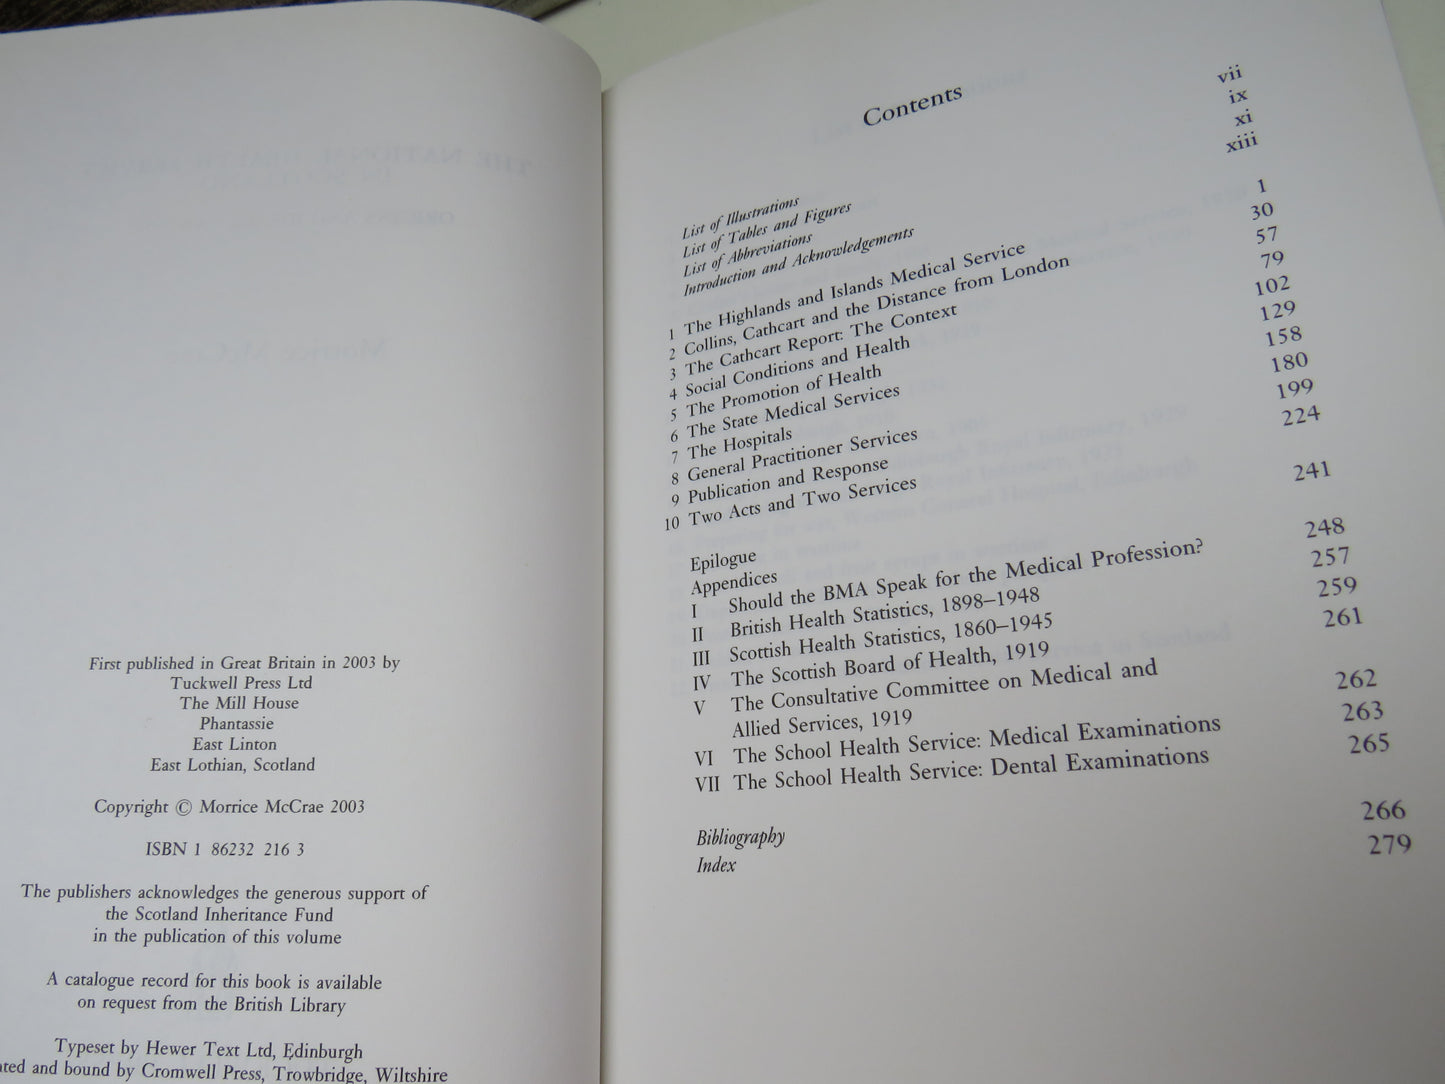 First published in Great Britain in 2003 by
Tuckwell Press Ltd
The Mill House
Phantassie
East Linton
East Lothian, Scotland
Copyright © Morrice McCrae 2003
ISBN 1 86232 216 3
The publishers acknowledges the generous support of
the Scotland Inheritance Fund
in the publication of this volume
A catalogue record for this book is available
on request from the British Library
Typeset by Hewer Text Ltd, Edinburgh
and bound by Cromwell Press, Trowbridge, Wiltshire
Contents
List of Illustrations vii
List of Tables and Figures ix
List of Abbreviations xi
Introduction and Acknowledgements xiii
1 The Highlands and Islands Medical Service 1
2 Collins, Cathcart and the Distance from London 30
3 The Cathcart Report: The Context 57
4 Social Conditions and Health 79
5 The Promotion of Health 102
6 The State Medical Services 129
7 The Hospitals 158
8 General Practitioner Services 180
9 Publication and Response 199
10 Two Acts and Two Services 224
Epilogue 241
Appendices
I Should the BMA Speak for the Medical Profession? 248
II British Health Statistics, 1898–1948 257
III Scottish Health Statistics, 1860–1945 259
IV The Scottish Board of Health, 1919 261
V The Consultative Committee on Medical and
Allied Services, 1919 262
VI The School Health Service: Medical Examinations 263
VII The School Health Service: Dental Examinations 265
Bibliography 266
Index 279